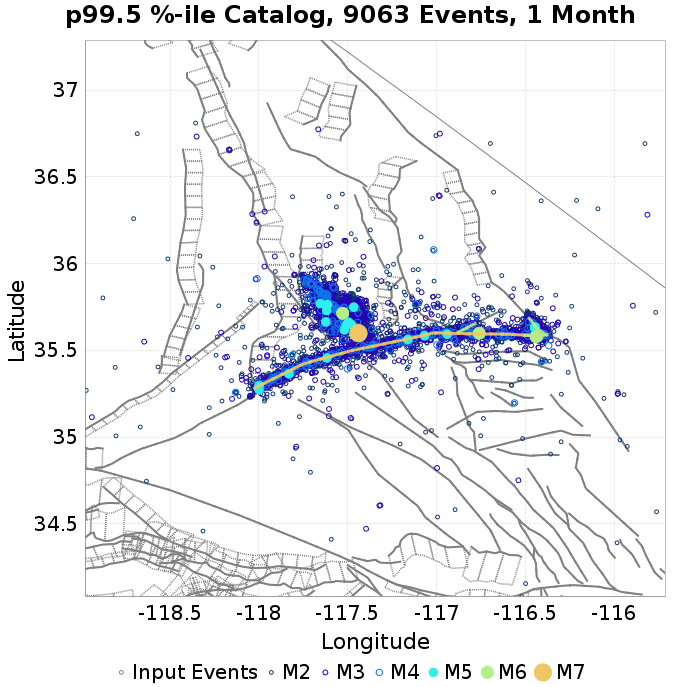 p99.5 %-ile Catalog, 9063 Events, 1 Month
37
36.5
36
35.5
35
34.5
Latitude
-118.5 -118 -117.5 -117 -116.5 -116
Longitude
Input Events M2 M3 M4 M5 M6 M7